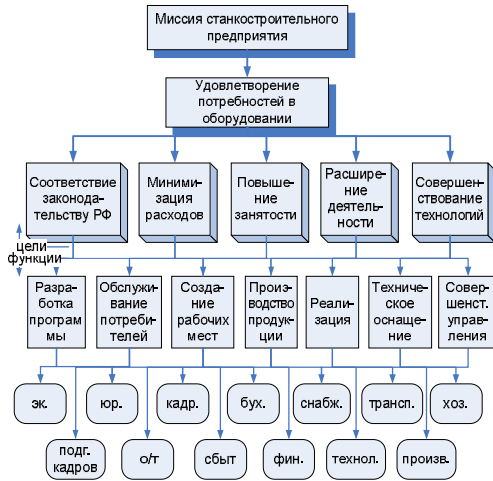 Миссия станкостроительного
предприятия
Удовлетворение
потребностей в
оборудовании
Соответствие
законода-
тельству РФ
Миними-
зация
расходов
Повыше-
ние
занятости
Расшире-
ние
деятель-
ности
Совершен-
ствование
технологий
цели
функции
Разра-
ботка
програм-
мы
Обслужи-
вание
потреби-
телей
Созда-
ние
рабочих
мест
Произ-
водство
продук-
ции
Реали-
зация
Техниче-
ское
оснаще-
ние
Совер-
шенст.
управ-
ления
эк.
юр.
кадр.
бух.
снабж.
трансп.
хоз.
подг.
кадров
о/т
сбыт
фин.
технол.
произв.